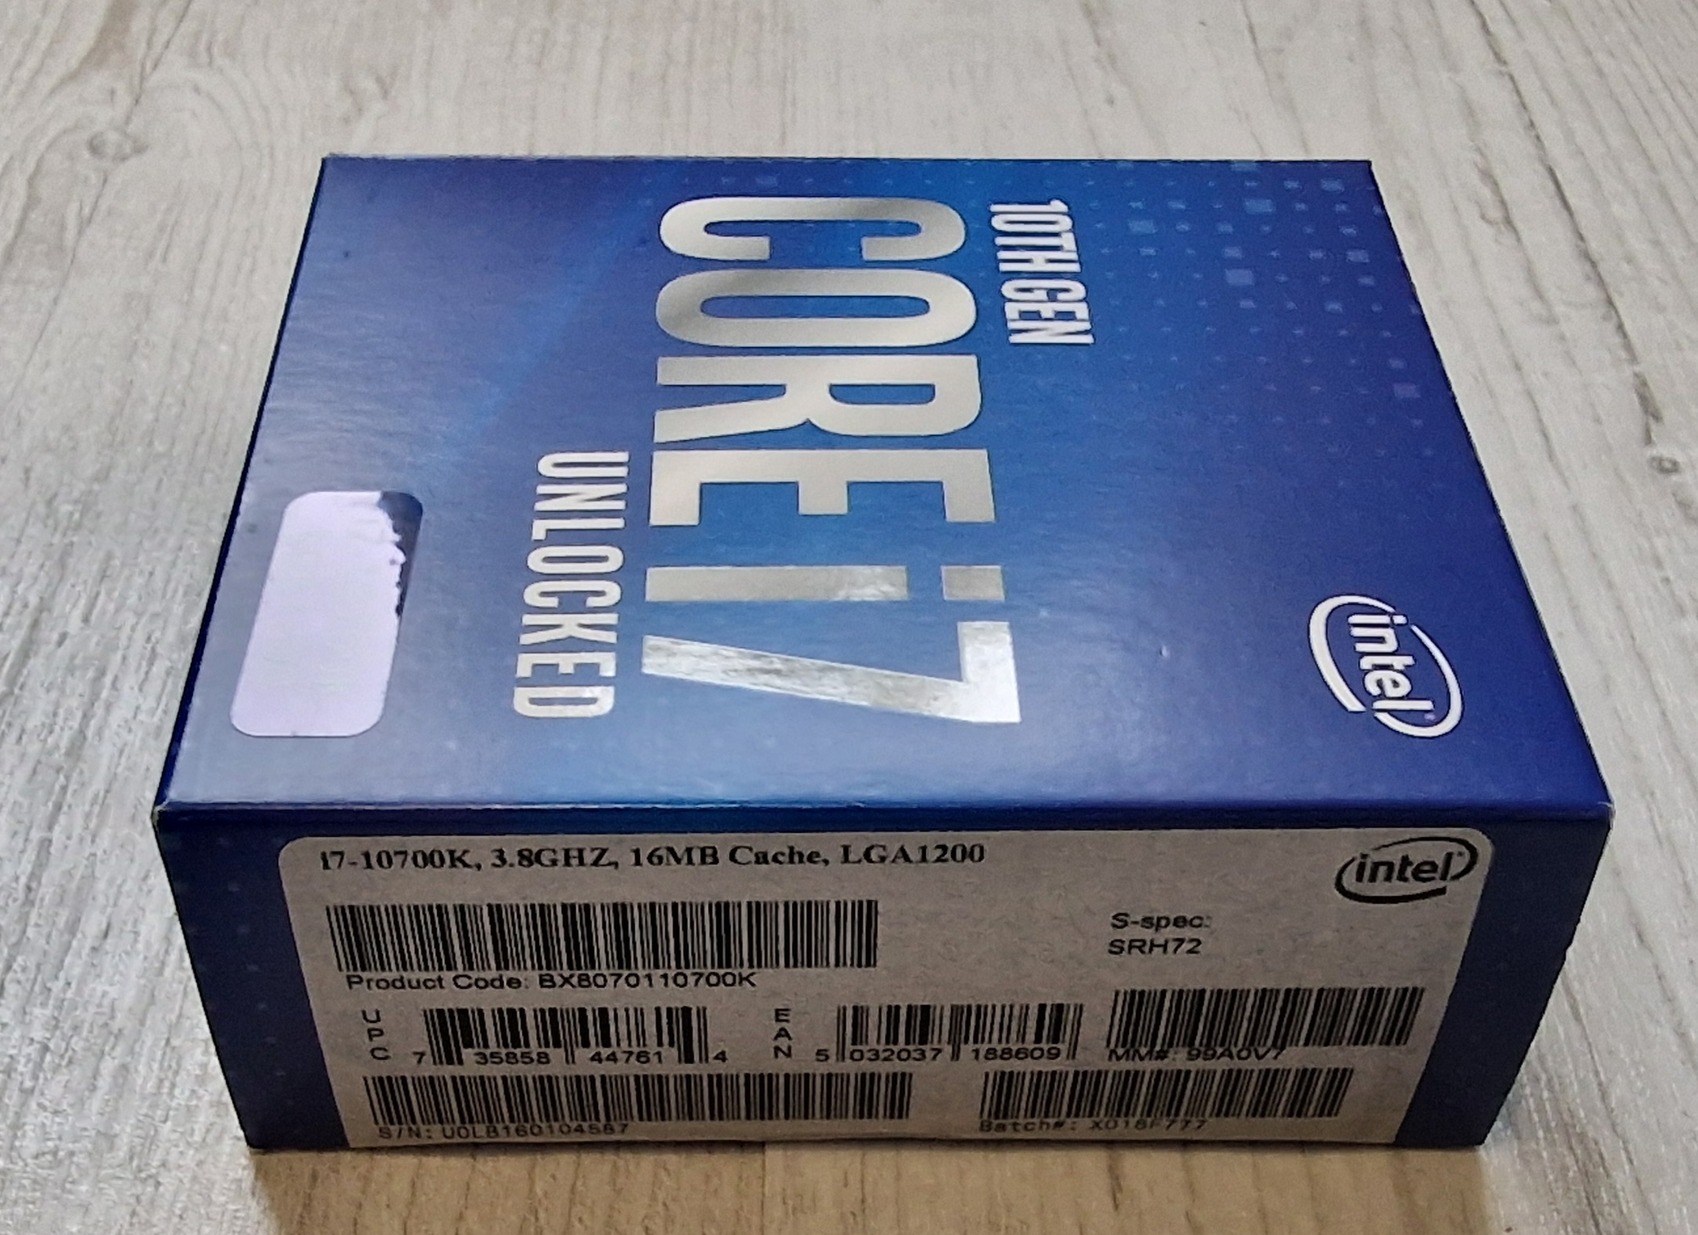 10TH GEN
CORE i7
UNLOCKED
intel
i7-10700K, 3.8GHZ, 16MB Cache, LGA1200
intel
S-spec:
SRH72
Product Code: BX8070110700K
UPC 7 35858 44761 4
EAN 5 032037 188609
MM#: 99A0V7
S/N: U0LB160104587
Batch#: X016F777